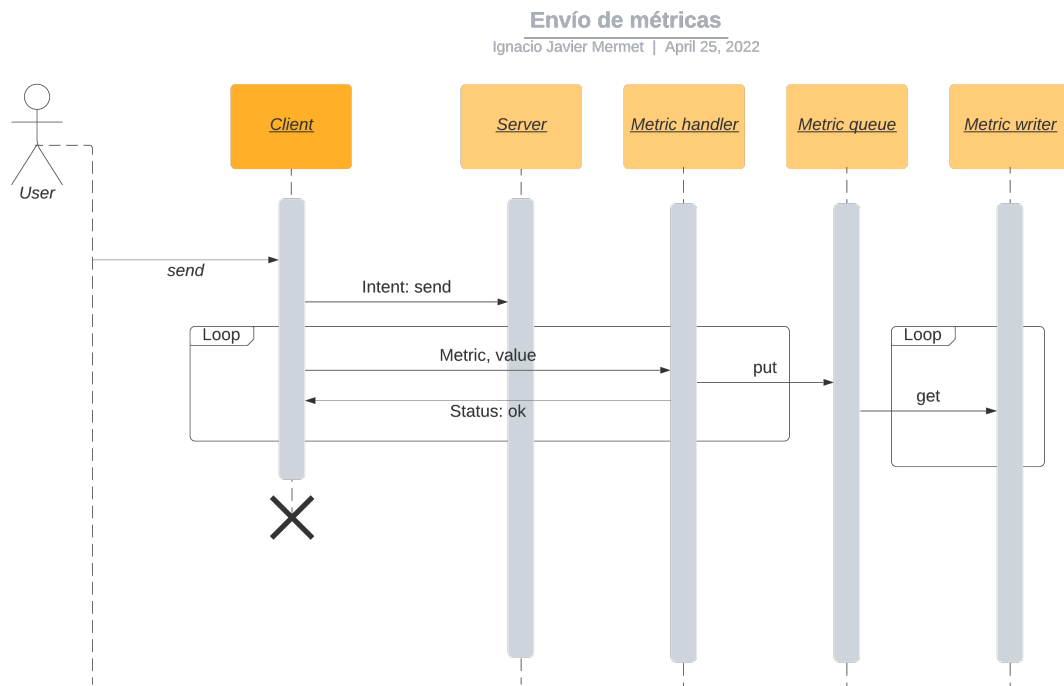 Envío de métricas
Ignacio Javier Mermet | April 25, 2022
Client
Server
Metric handler
Metric queue
Metric writer
User
send
Intent: send
Loop
Loop
Metric, value
put
Status: ok
get